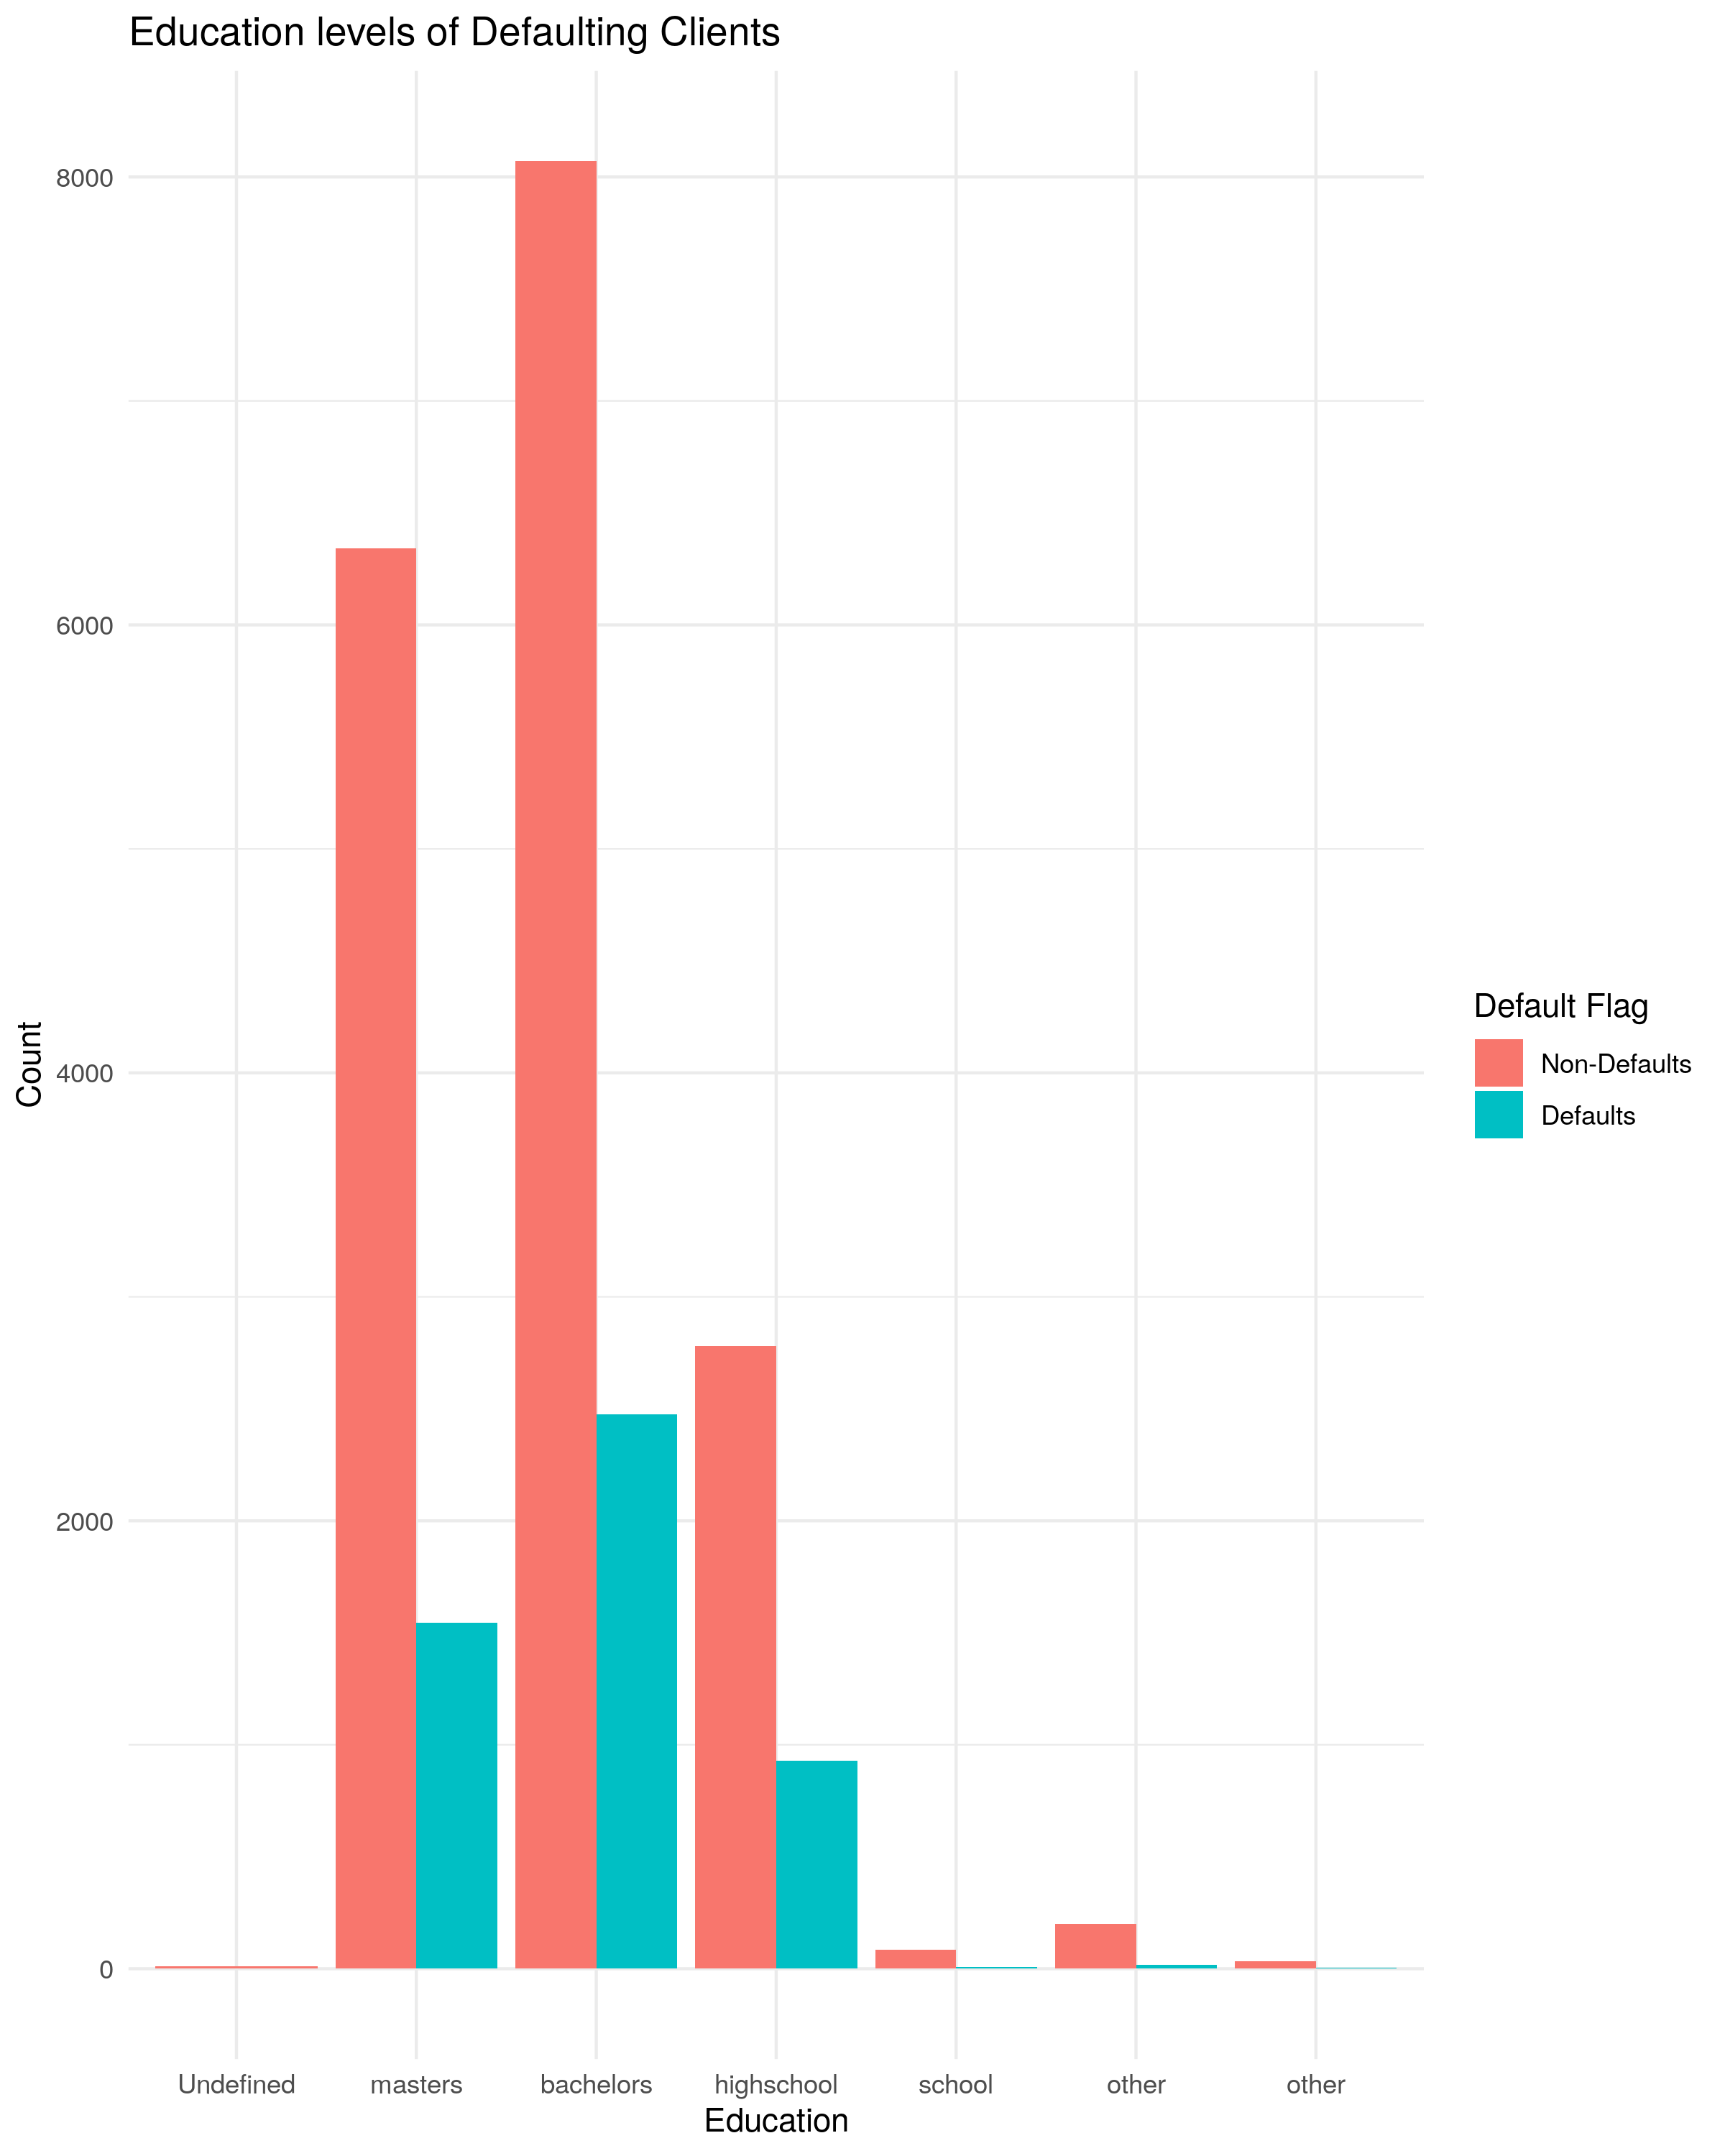 Education levels of Defaulting Clients
8000
6000
4000
2000
0
Count
Undefined masters bachelors highschool school other other
Education
Default Flag
Non-Defaults
Defaults